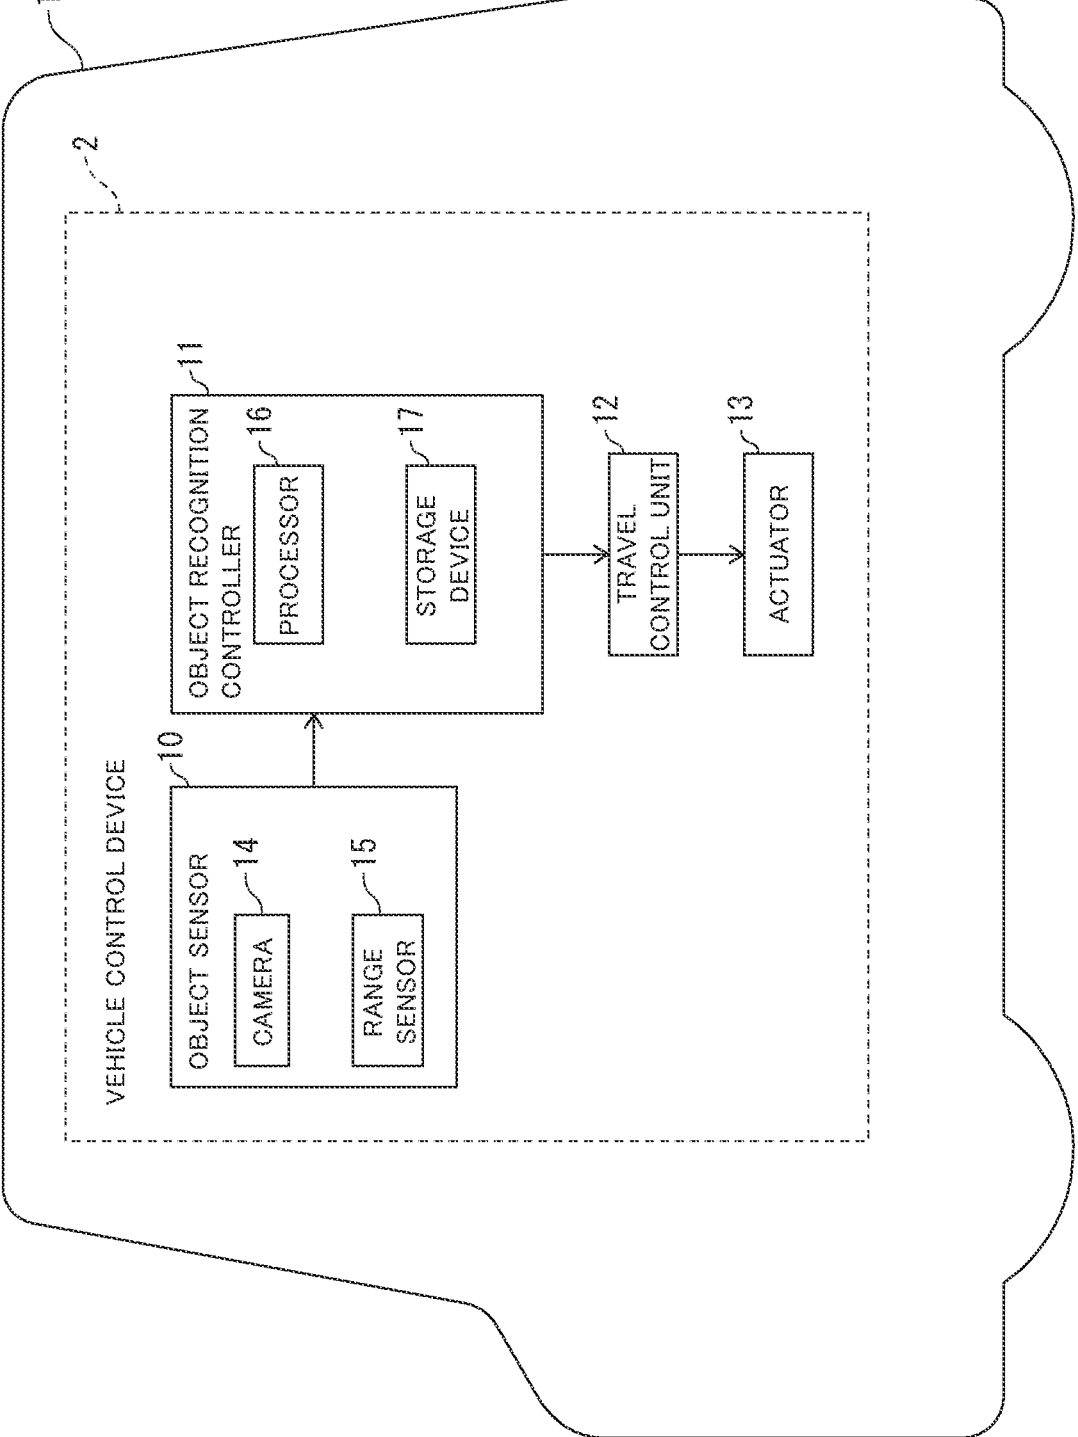 2
VEHICLE CONTROL DEVICE
10
OBJECT SENSOR
14
CAMERA
15
RANGE
SENSOR
11
OBJECT RECOGNITION
CONTROLLER
16
PROCESSOR
17
STORAGE
DEVICE
12
TRAVEL
CONTROL UNIT
13
ACTUATOR